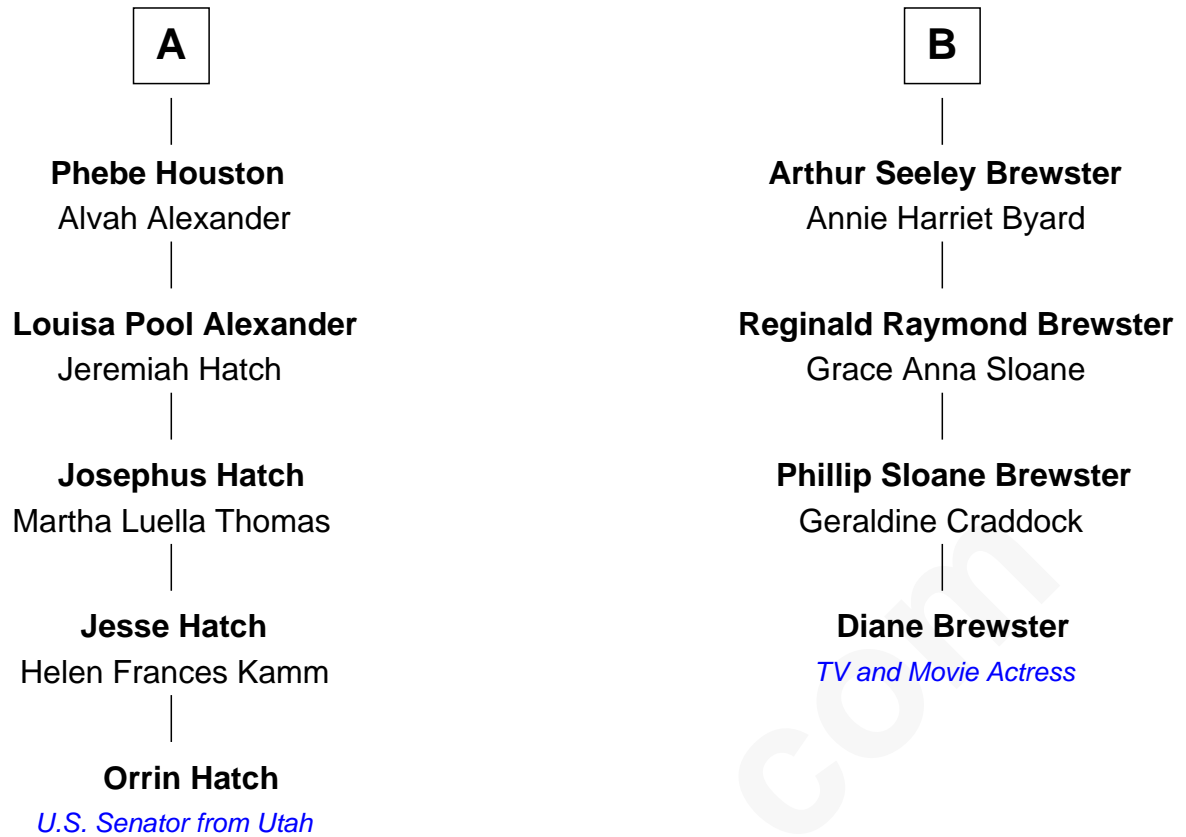 A
Phebe Houston
Alvah Alexander
Louisa Pool Alexander
Jeremiah Hatch
Josephus Hatch
Martha Luella Thomas
Jesse Hatch
Helen Frances Kamm
Orrin Hatch
U.S. Senator from Utah
B
Arthur Seeley Brewster
Annie Harriet Byard
Reginald Raymond Brewster
Grace Anna Sloane
Phillip Sloane Brewster
Geraldine Craddock
Diane Brewster
TV and Movie Actress
com